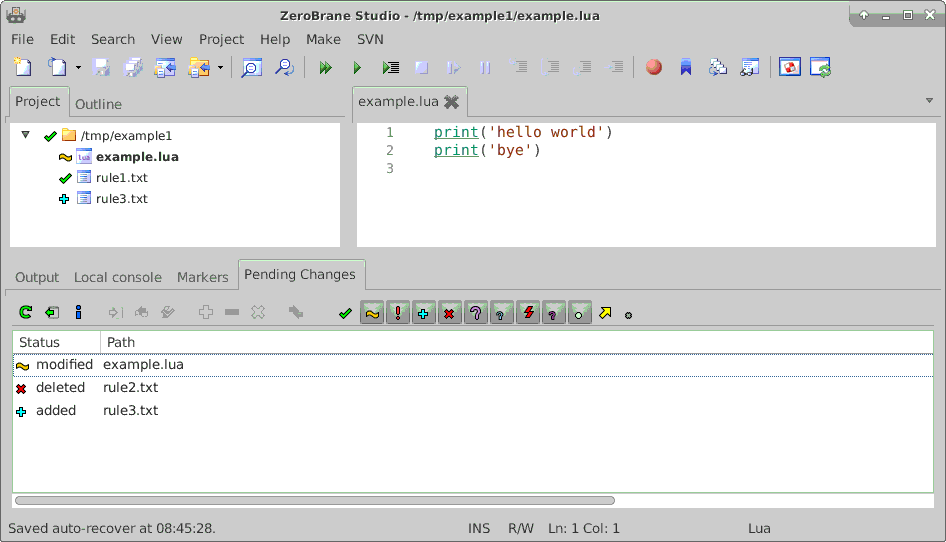 ZeroBrane Studio - /tmp/example1/example.lua
File Edit Search View Project Help Make SVN
Project Outline
/tmp/example1
example.lua
rule1.txt
rule3.txt
example.lua
1 print('hello world')
2 print('bye')
3
Output Local console Markers Pending Changes
Status Path
modified example.lua
deleted rule2.txt
added rule3.txt
Saved auto-recover at 08:45:28. INS R/W Ln: 1 Col: 1 Lua